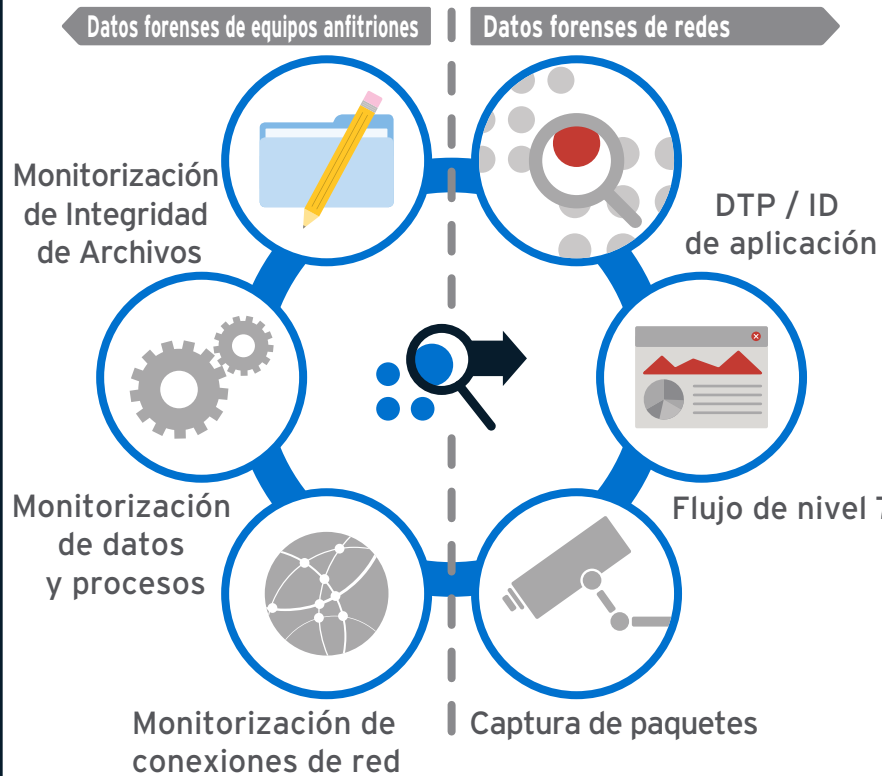 Datos forenses de equipos anfitriones
Datos forenses de redes
Monitorización
de Integridad
de Archivos
DTP / ID
de aplicación
Monitorización
de datos
y procesos
Flujo de nivel 7
Monitorización de
conexiones de red
Captura de paquetes